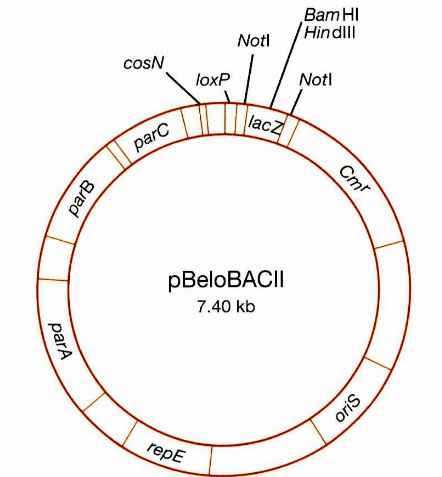 BamHI
HindIII
NotI
cosN
loxP
NotI
lacZ
parC
Cmr
parB
pBeloBACII
7.40 kb
parA
oriS
repE